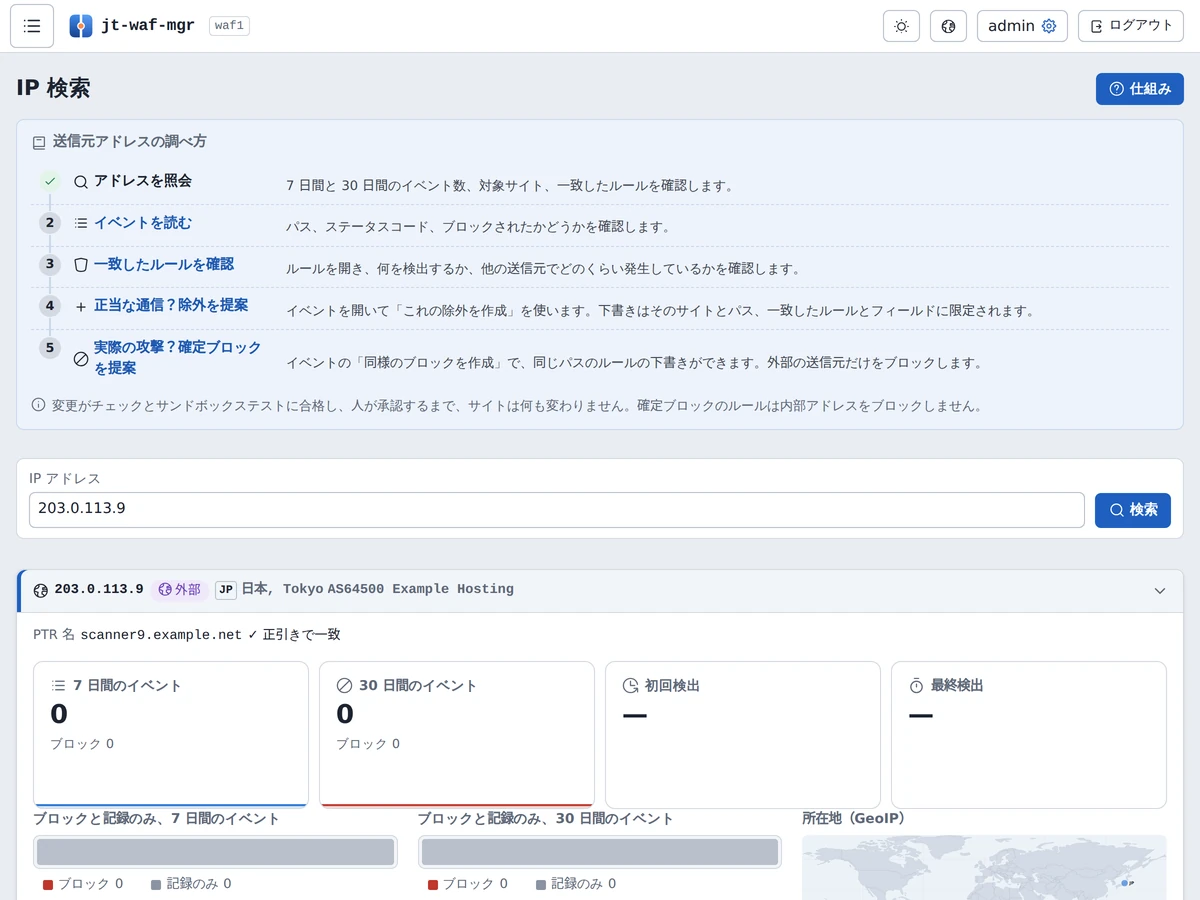 jt-waf-mgr waf1 admin ログアウト
IP 検索
仕組み
送信元アドレスの調べ方
アドレスを照会 7 日間と 30 日間のイベント数、対象サイト、一致したルールを確認します。
2 イベントを読む パス、ステータスコード、ブロックされたかどうかを確認します。
3 一致したルールを確認 ルールを開き、何を検出するか、他の送信元でどのくらい発生しているかを確認します。
4 正当な通信？除外を提案 イベントを開いて「これの除外を作成」を使います。下書きはそのサイトとパス、一致したルールとフィールドに限定されます。
5 実際の攻撃？確定ブロック
を提案
イベントの「同様のブロックを作成」で、同じパスのルールの下書きができます。外部の送信元だけをブロックします。
変更がチェックとサンドボックステストに合格し、人が承認するまで、サイトは何も変わりません。確定ブロックのルールは内部アドレスをブロックしません。
IP アドレス
203.0.113.9
検索
203.0.113.9 外部 JP 日本, Tokyo AS64500 Example Hosting
PTR 名 scanner9.example.net ✓ 正引きで一致
7 日間のイベント
0
ブロック 0
30 日間のイベント
0
ブロック 0
初回検出
—
最終検出
—
ブロックと記録のみ、7 日間のイベント
ブロック 0 記録のみ 0
ブロックと記録のみ、30 日間のイベント
ブロック 0 記録のみ 0
所在地（GeoIP）
JP